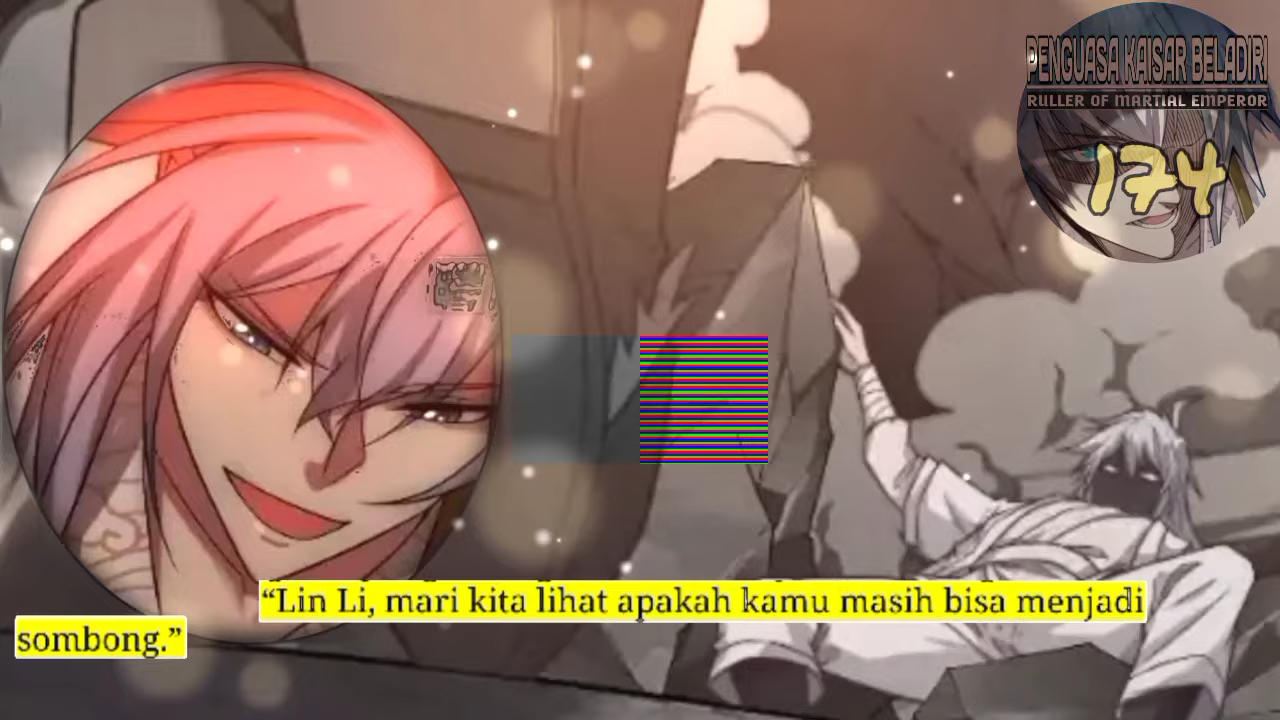 PENGUASA KAISAR BELADIRI
RULLER OF MARTIAL EMPEROR
174
“Lin Li, mari kita lihat apakah kamu masih bisa menjadi
sombong.”